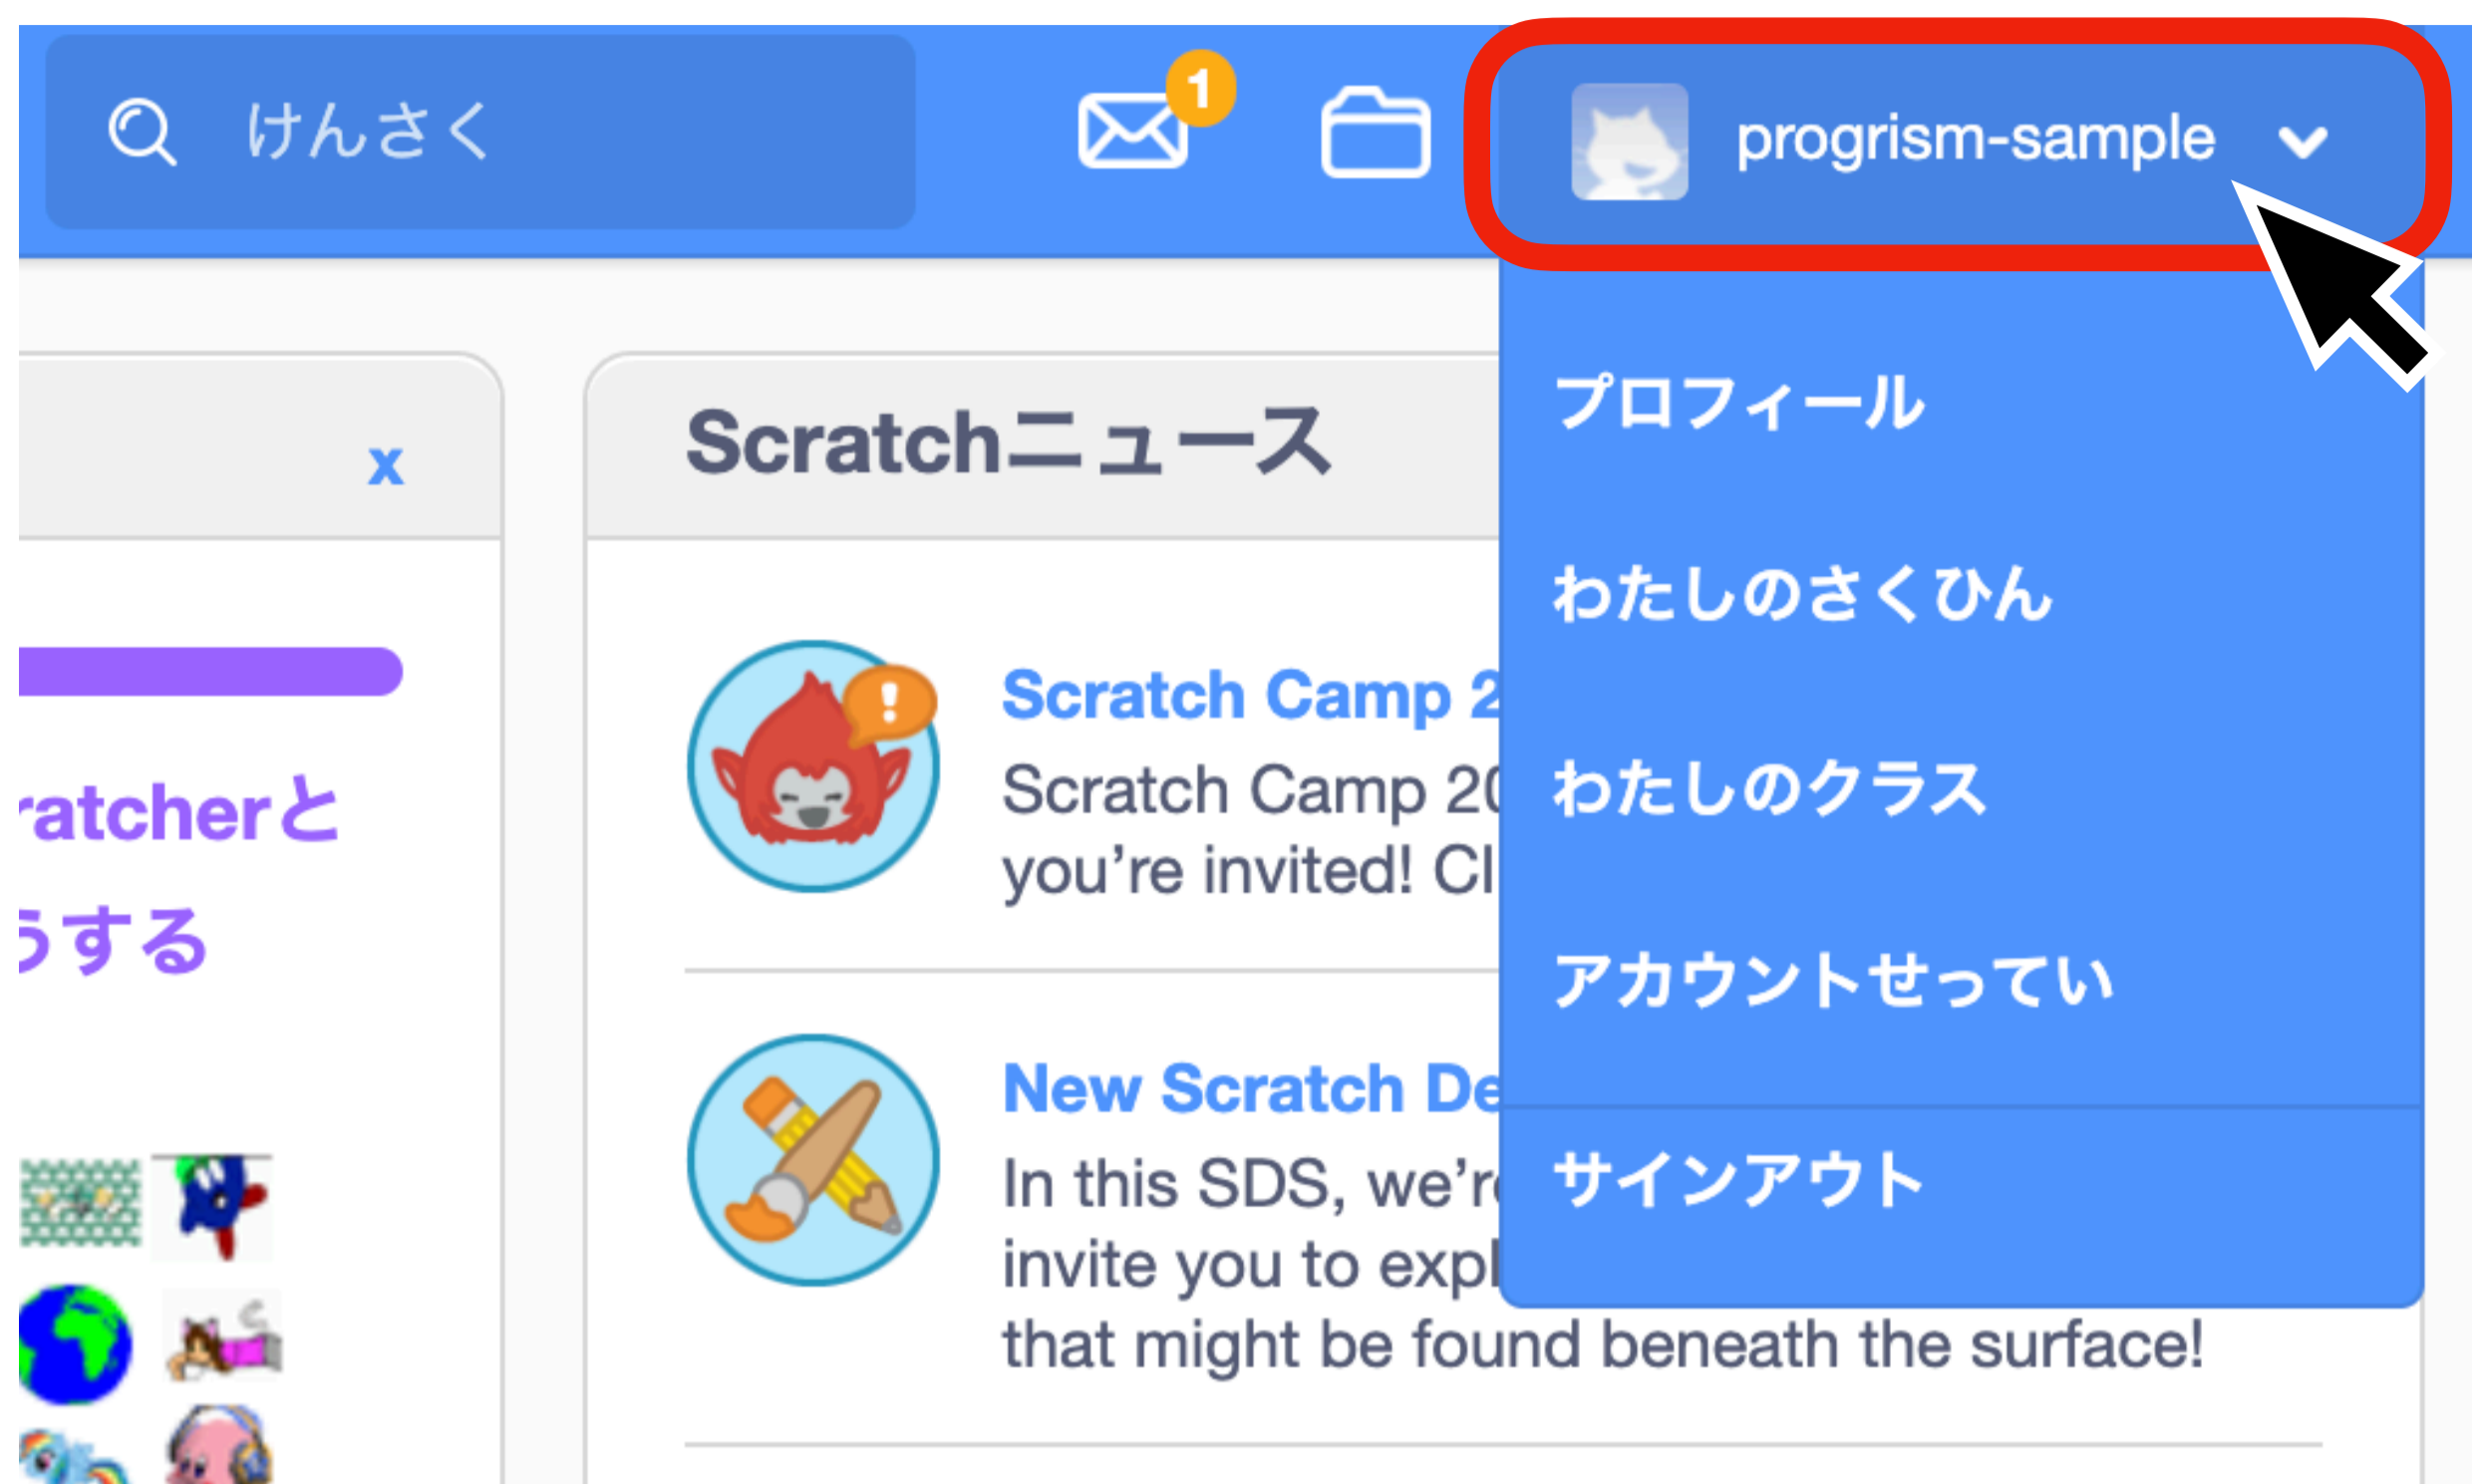 けんさく
1
progrism-sample
プロフィール
わたしのさくひん
わたしのクラス
アカウントせってい
サインアウト
x
ratcherと
うする
Scratchニュース
Scratch Camp 2
Scratch Camp 20
you're invited! Cl
New Scratch De
In this SDS, we're
invite you to expl
that might be found beneath the surface!